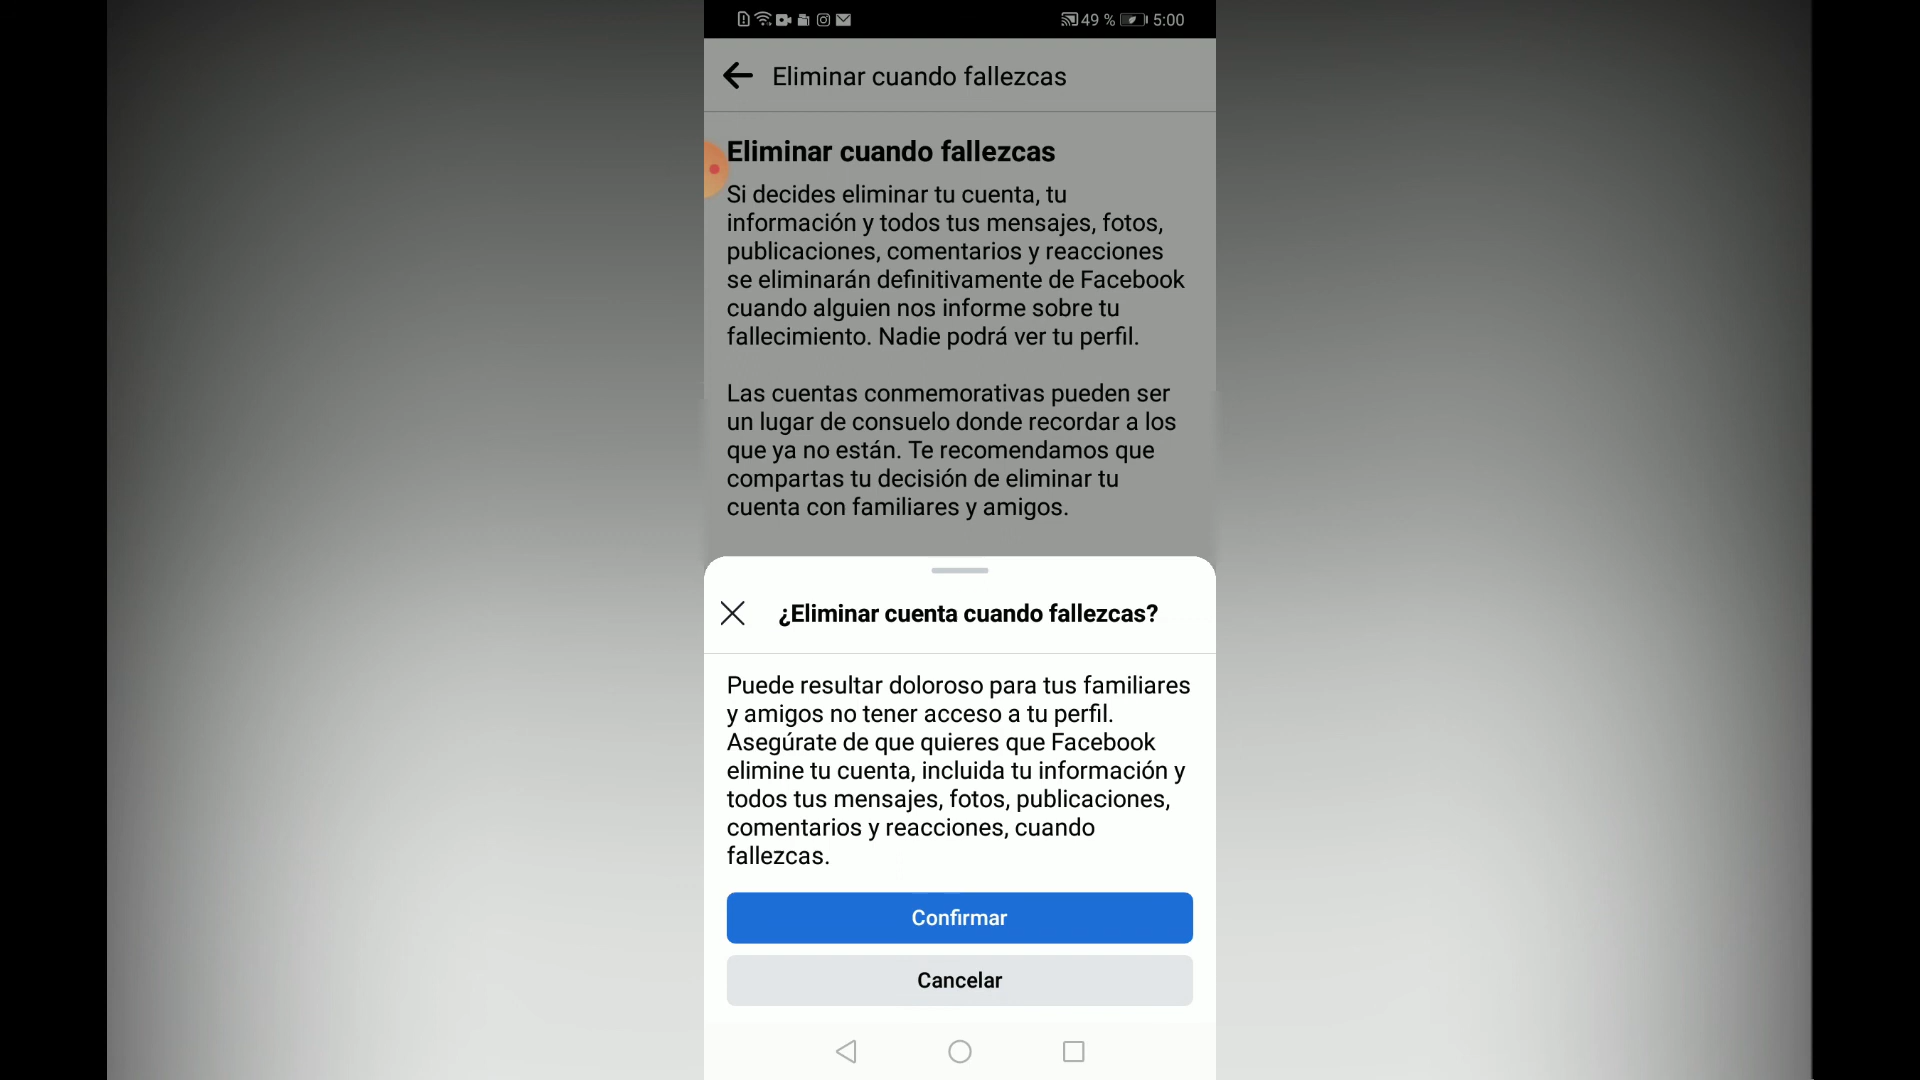 49 % 5:00
Eliminar cuando fallezcas
Eliminar cuando fallezcas
Si decides eliminar tu cuenta, tu
información y todos tus mensajes, fotos,
publicaciones, comentarios y reacciones
se eliminarán definitivamente de Facebook
cuando alguien nos informe sobre tu
fallecimiento. Nadie podrá ver tu perfil.
Las cuentas conmemorativas pueden ser
un lugar de consuelo donde recordar a los
que ya no están. Te recomendamos que
compartas tu decisión de eliminar tu
cuenta con familiares y amigos.
¿Eliminar cuenta cuando fallezcas?
Puede resultar doloroso para tus familiares
y amigos no tener acceso a tu perfil.
Asegúrate de que quieres que Facebook
elimine tu cuenta, incluida tu información y
todos tus mensajes, fotos, publicaciones,
comentarios y reacciones, cuando
fallezcas.
Confirmar
Cancelar